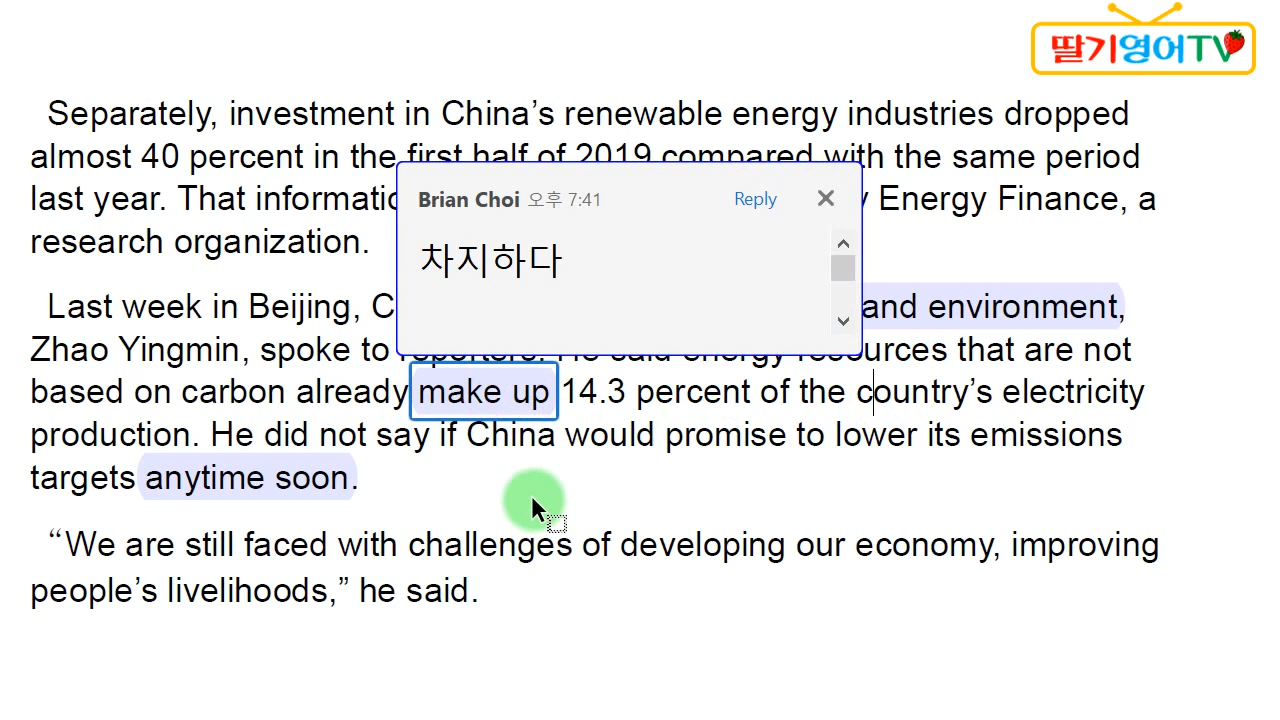 딸기영어TV
Separately, investment in China’s renewable energy industries dropped
almost 40 percent in the first half of 2019 compared with the same period
last year. That Energy Finance, a
research organization.
Brian Choi 오후 7:41 Reply
차지하다
Last week in Beijing, and environment,
Zhao Yingmin, spoke to reporters. He said energy resources that are not
based on carbon already make up 14.3 percent of the country’s electricity
production. He did not say if China would promise to lower its emissions
targets anytime soon.
“We are still faced with challenges of developing our economy, improving
people’s livelihoods,” he said.